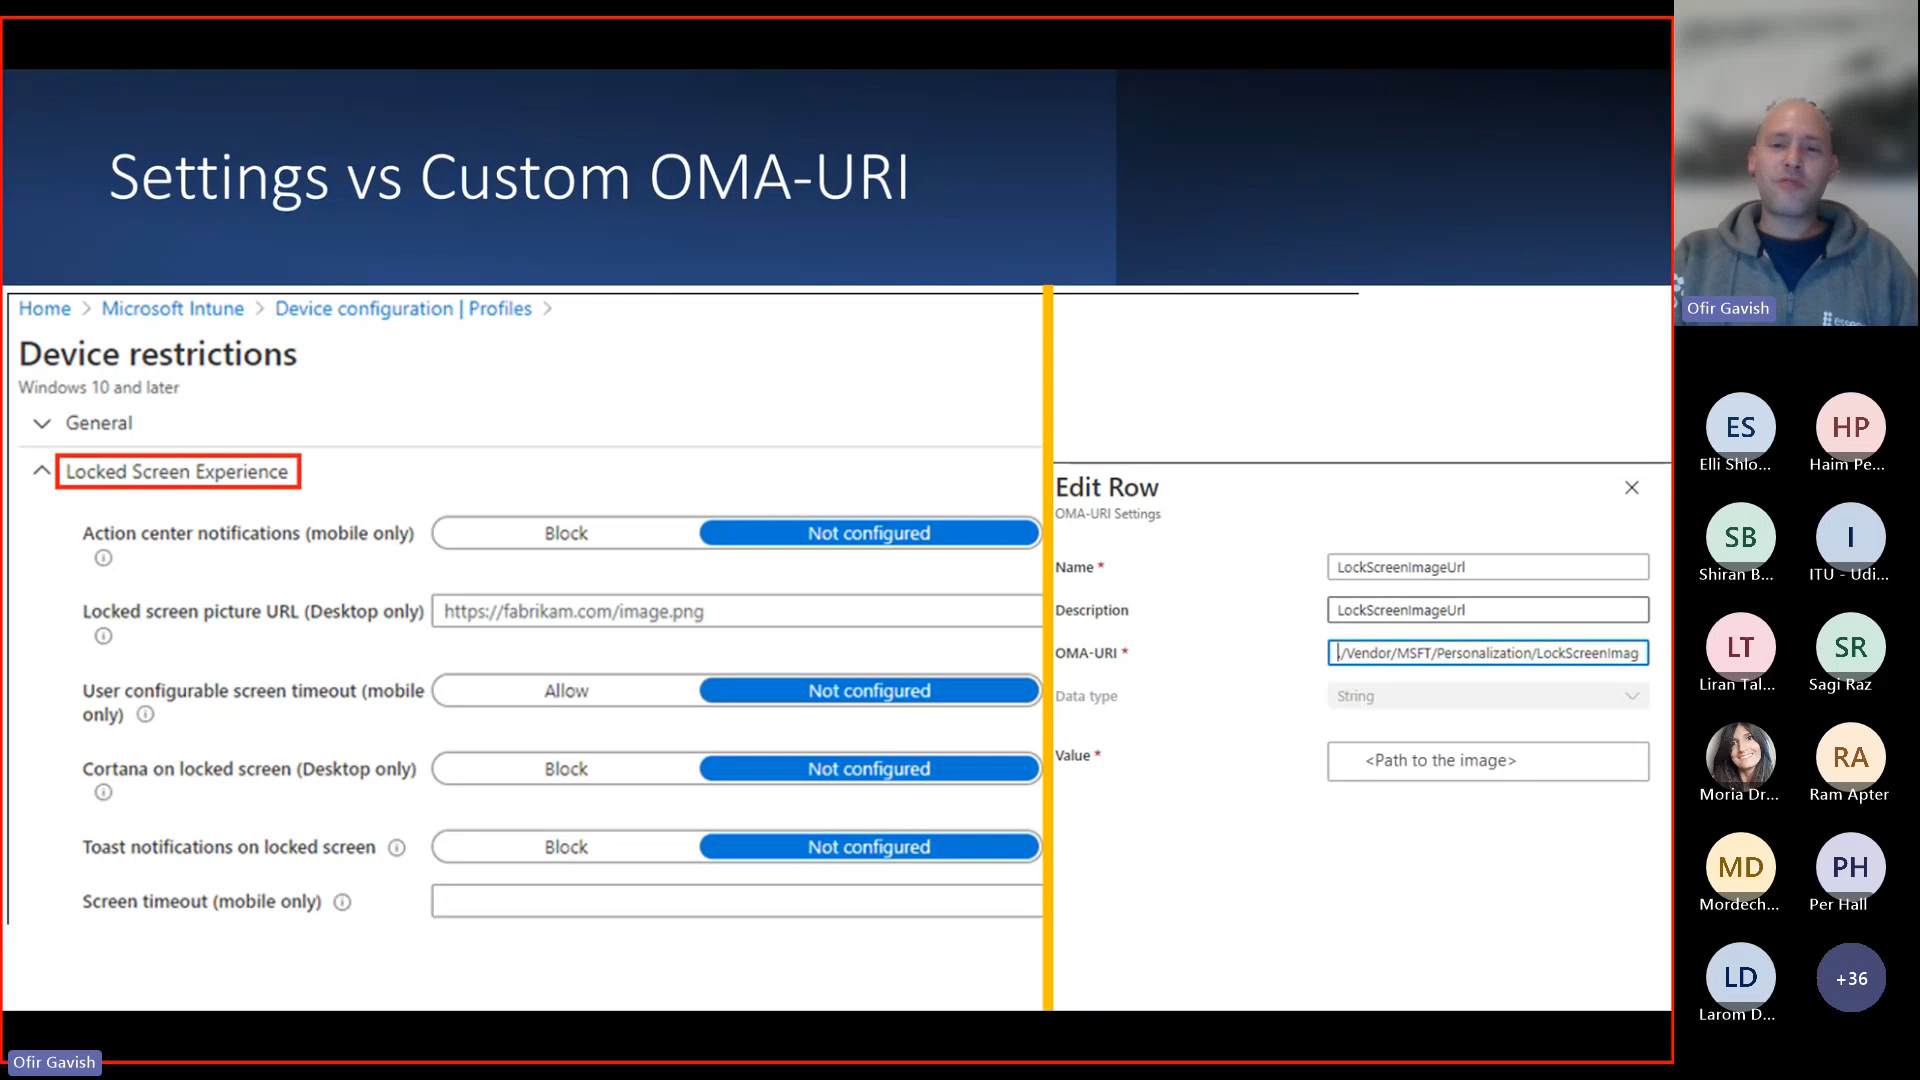 Settings vs Custom OMA-URI
Home > Microsoft Intune > Device configuration | Profiles >
Device restrictions
Windows 10 and later
General
Locked Screen Experience
Action center notifications (mobile only)
Block
Not configured
Locked screen picture URL (Desktop only)
https://fabrikam.com/image.png
User configurable screen timeout (mobile only)
Allow
Not configured
Cortana on locked screen (Desktop only)
Block
Not configured
Toast notifications on locked screen
Block
Not configured
Screen timeout (mobile only)
Edit Row
OMA-URI Settings
Name *
LockScreenImageUrl
Description
LockScreenImageUrl
OMA-URI *
./Vendor/MSFT/Personalization/LockScreenImag
Data type
String
Value *
<Path to the image>
Ofir Gavish
ES
Elli Shlo...
HP
Haim Pe...
SB
Shiran B...
I
ITU - Udi...
LT
Liran Tal...
SR
Sagi Raz
Moria Dr...
RA
Ram Apter
MD
Mordech...
PH
Per Hall
LD
Larom D...
+36
Ofir Gavish